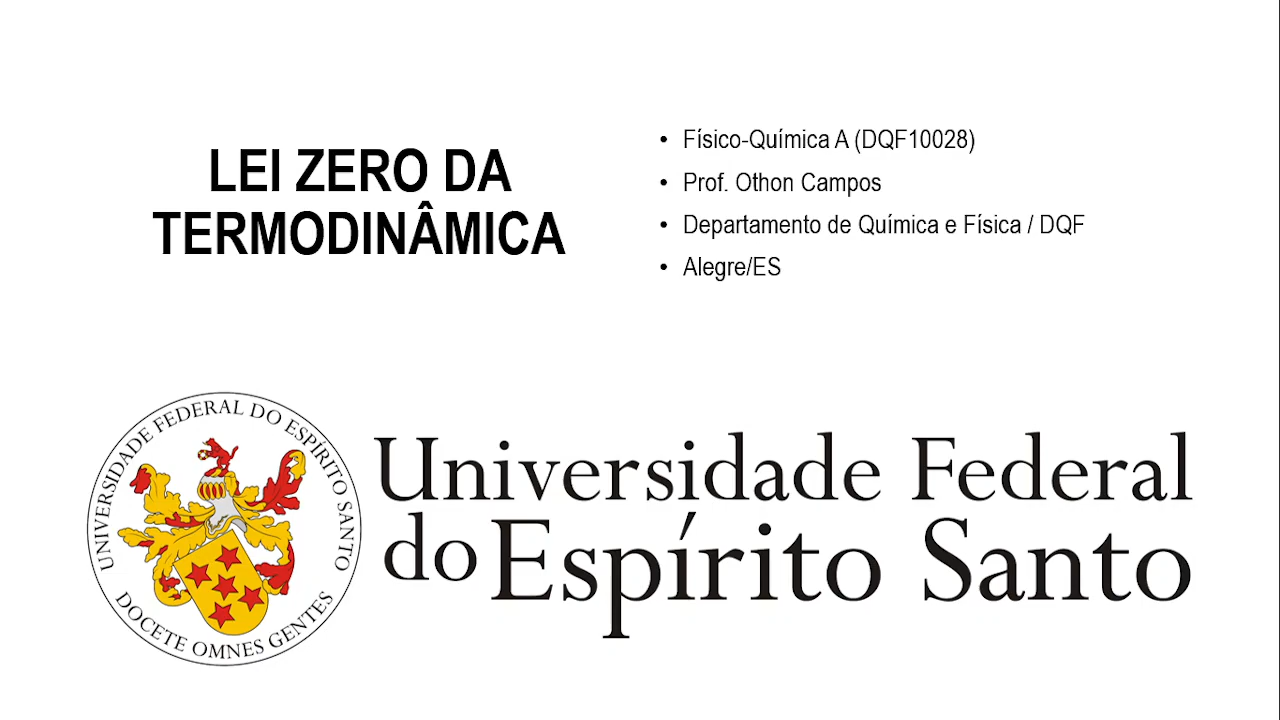 LEI ZERO DA
TERMODINÂMICA
• Físico-Química A (DQF10028)
• Prof. Othon Campos
• Departamento de Química e Física / DQF
• Alegre/ES
UNIVERSIDADE FEDERAL DO ESPÍRITO SANTO
DOCETE OMNES GENTES
Universidade Federal
do Espírito Santo